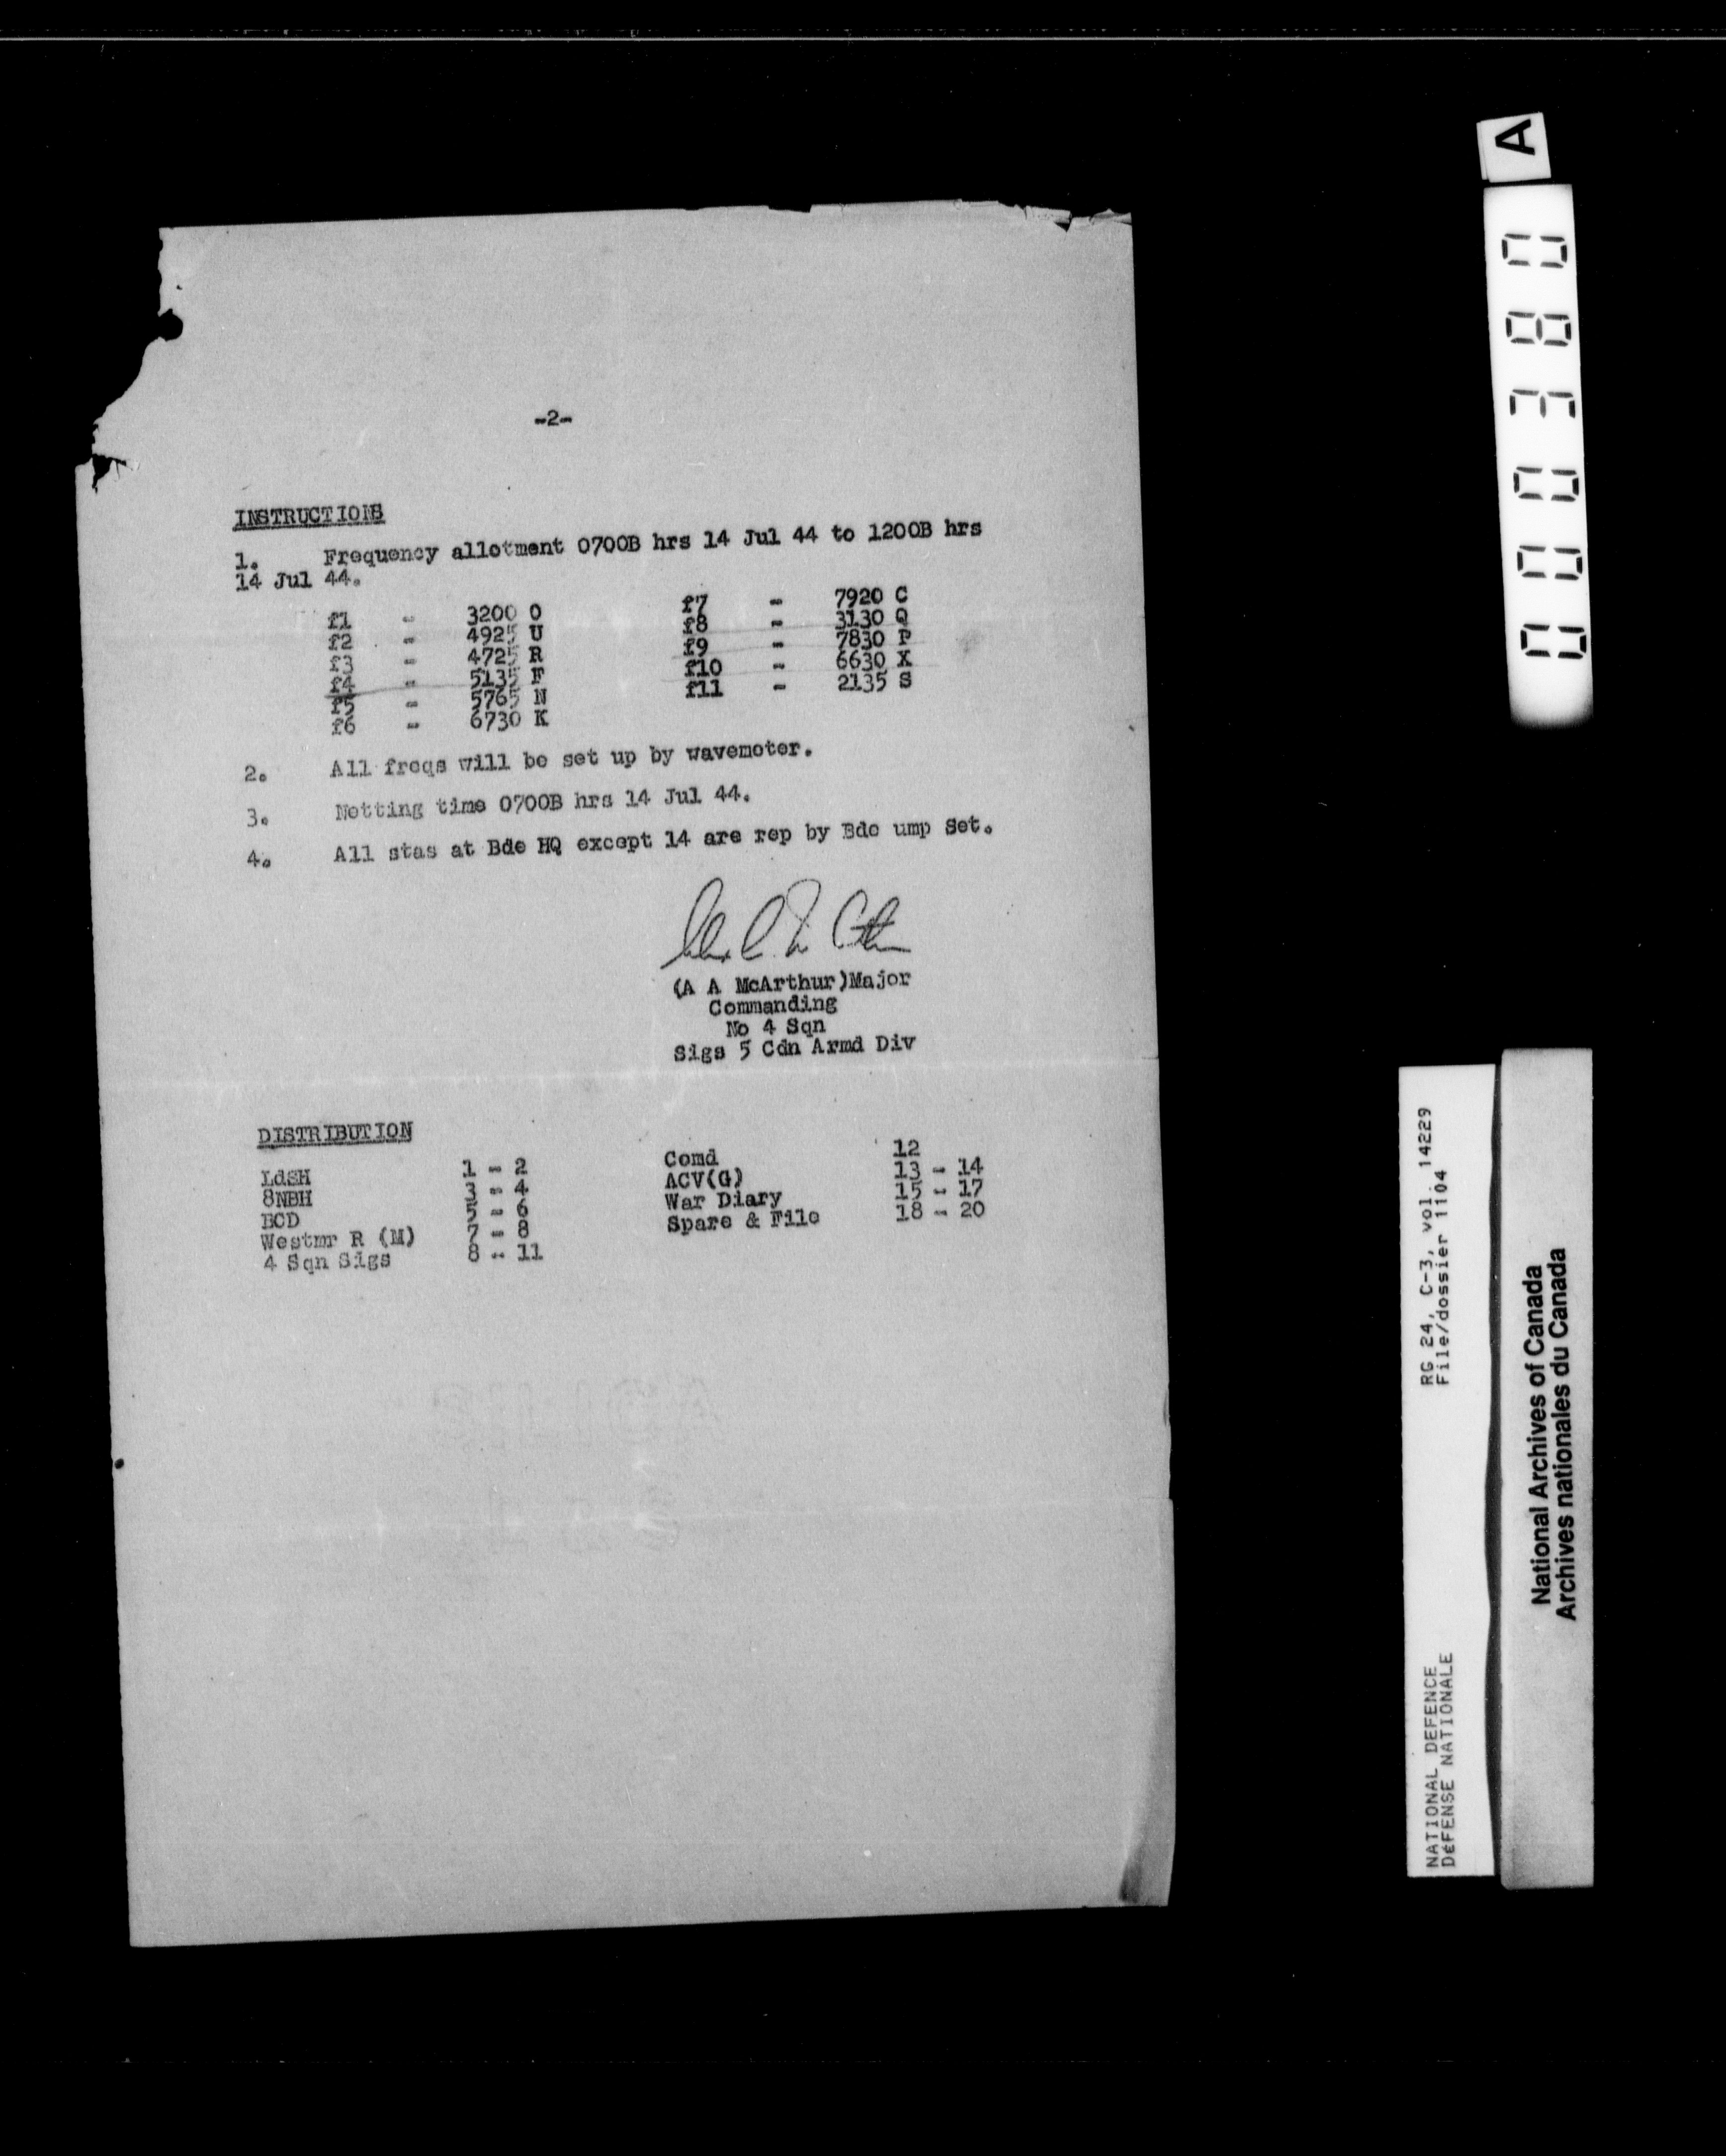 -2-
INSTRUCTIONS
1. Frequency allotment 0700B hrs 14 Jul 44 to 1200B hrs
14 Jul 44.
f1 - 3200 O f7 - 7920 C
f2 - 4925 U f8 - 3130 Q
f3 - 4725 R f9 - 7830 P
f4 - 5135 F f10 - 6630 X
f5 - 5765 N f11 - 2135 S
f6 - 6730 K
2. All freqs will be set up by wavemeter.
3. Netting time 0700B hrs 14 Jul 44.
4. All stas at Bde HQ except 14 are rep by Bde ump set.
(A A McArthur)Major
Commanding
No 4 Sqn
Sigs 5 Cdn Armd Div
DISTRIBUTION
LdSH 1 - 2 Comd 12
8NBH 3 - 4 ACV(G) 13 - 14
BCD 5 - 6 War Diary 15 - 17
Westmr R (M) 7 - 8 Spare & File 18 - 20
4 Sqn Sigs 8 - 11
A
000380
RG 24, C-3, vol. 14229
File/dossier 1104
NATIONAL DEFENCE
DéFENSE NATIONALE
National Archives of Canada
Archives nationales du Canada